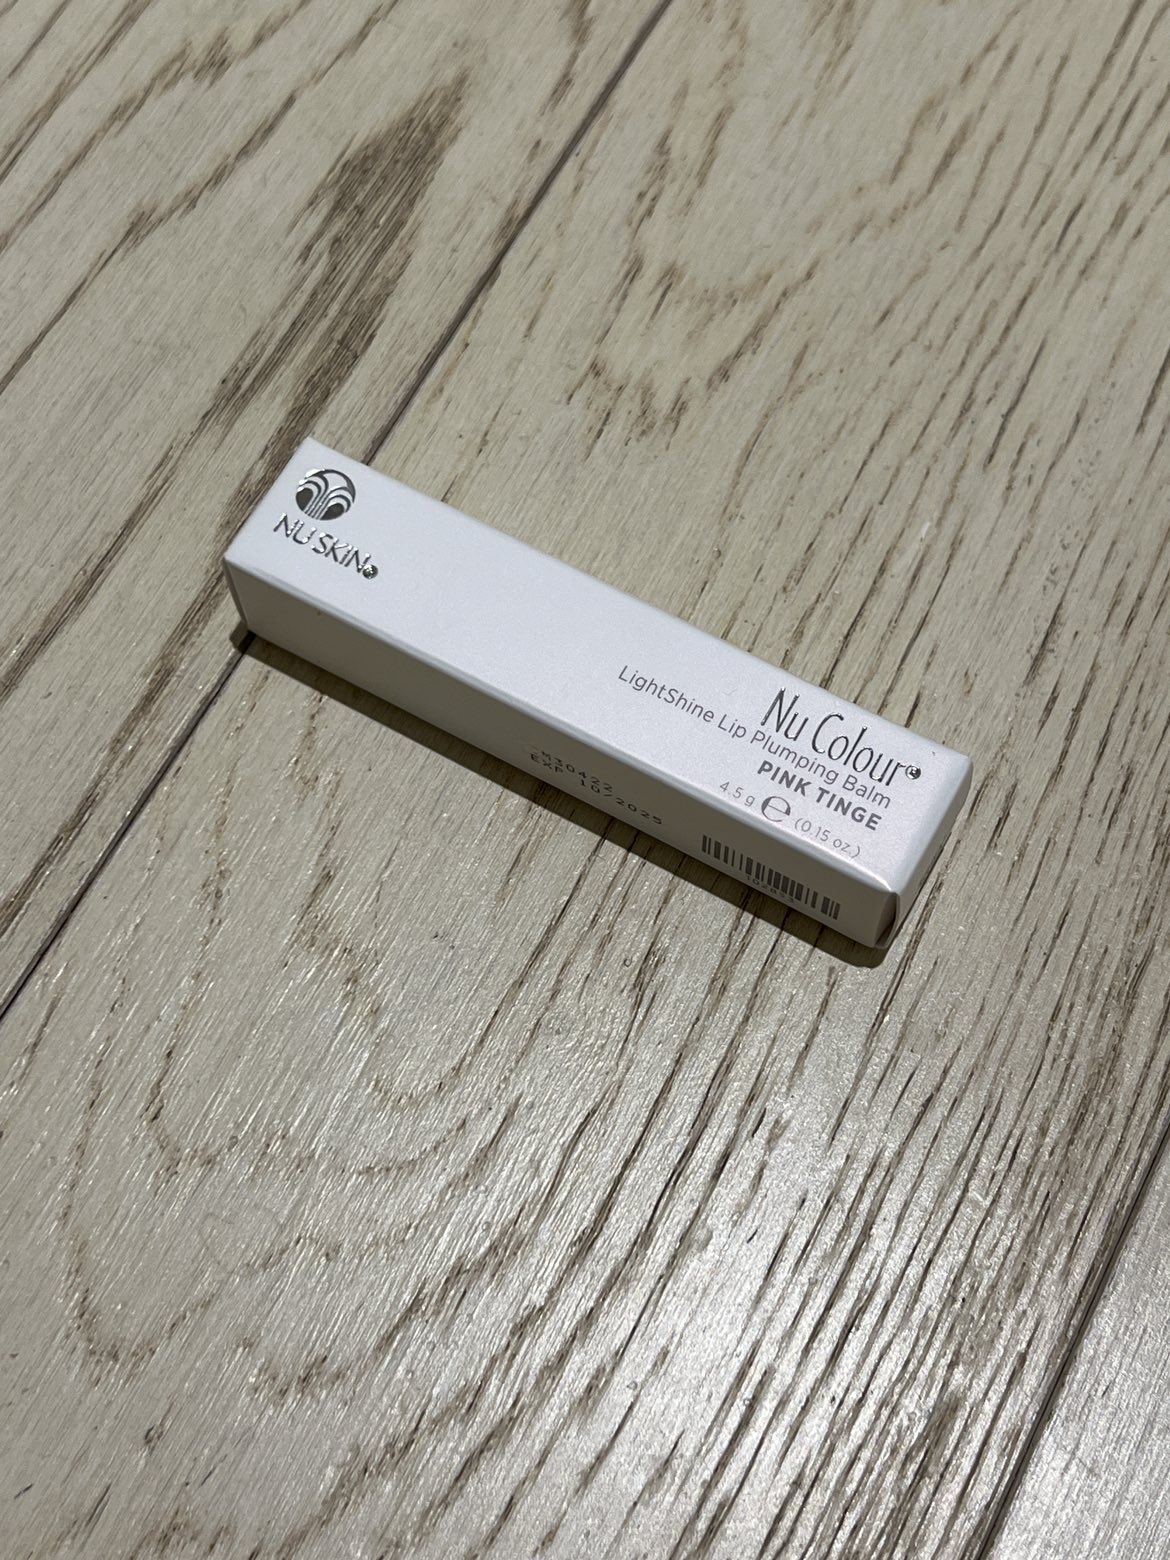 NU SKIN®
Nu Colour®
LightShine Lip Plumping Balm
PINK TINGE
4.5 g ℮ (0.15 oz.)
EXP 10/2025